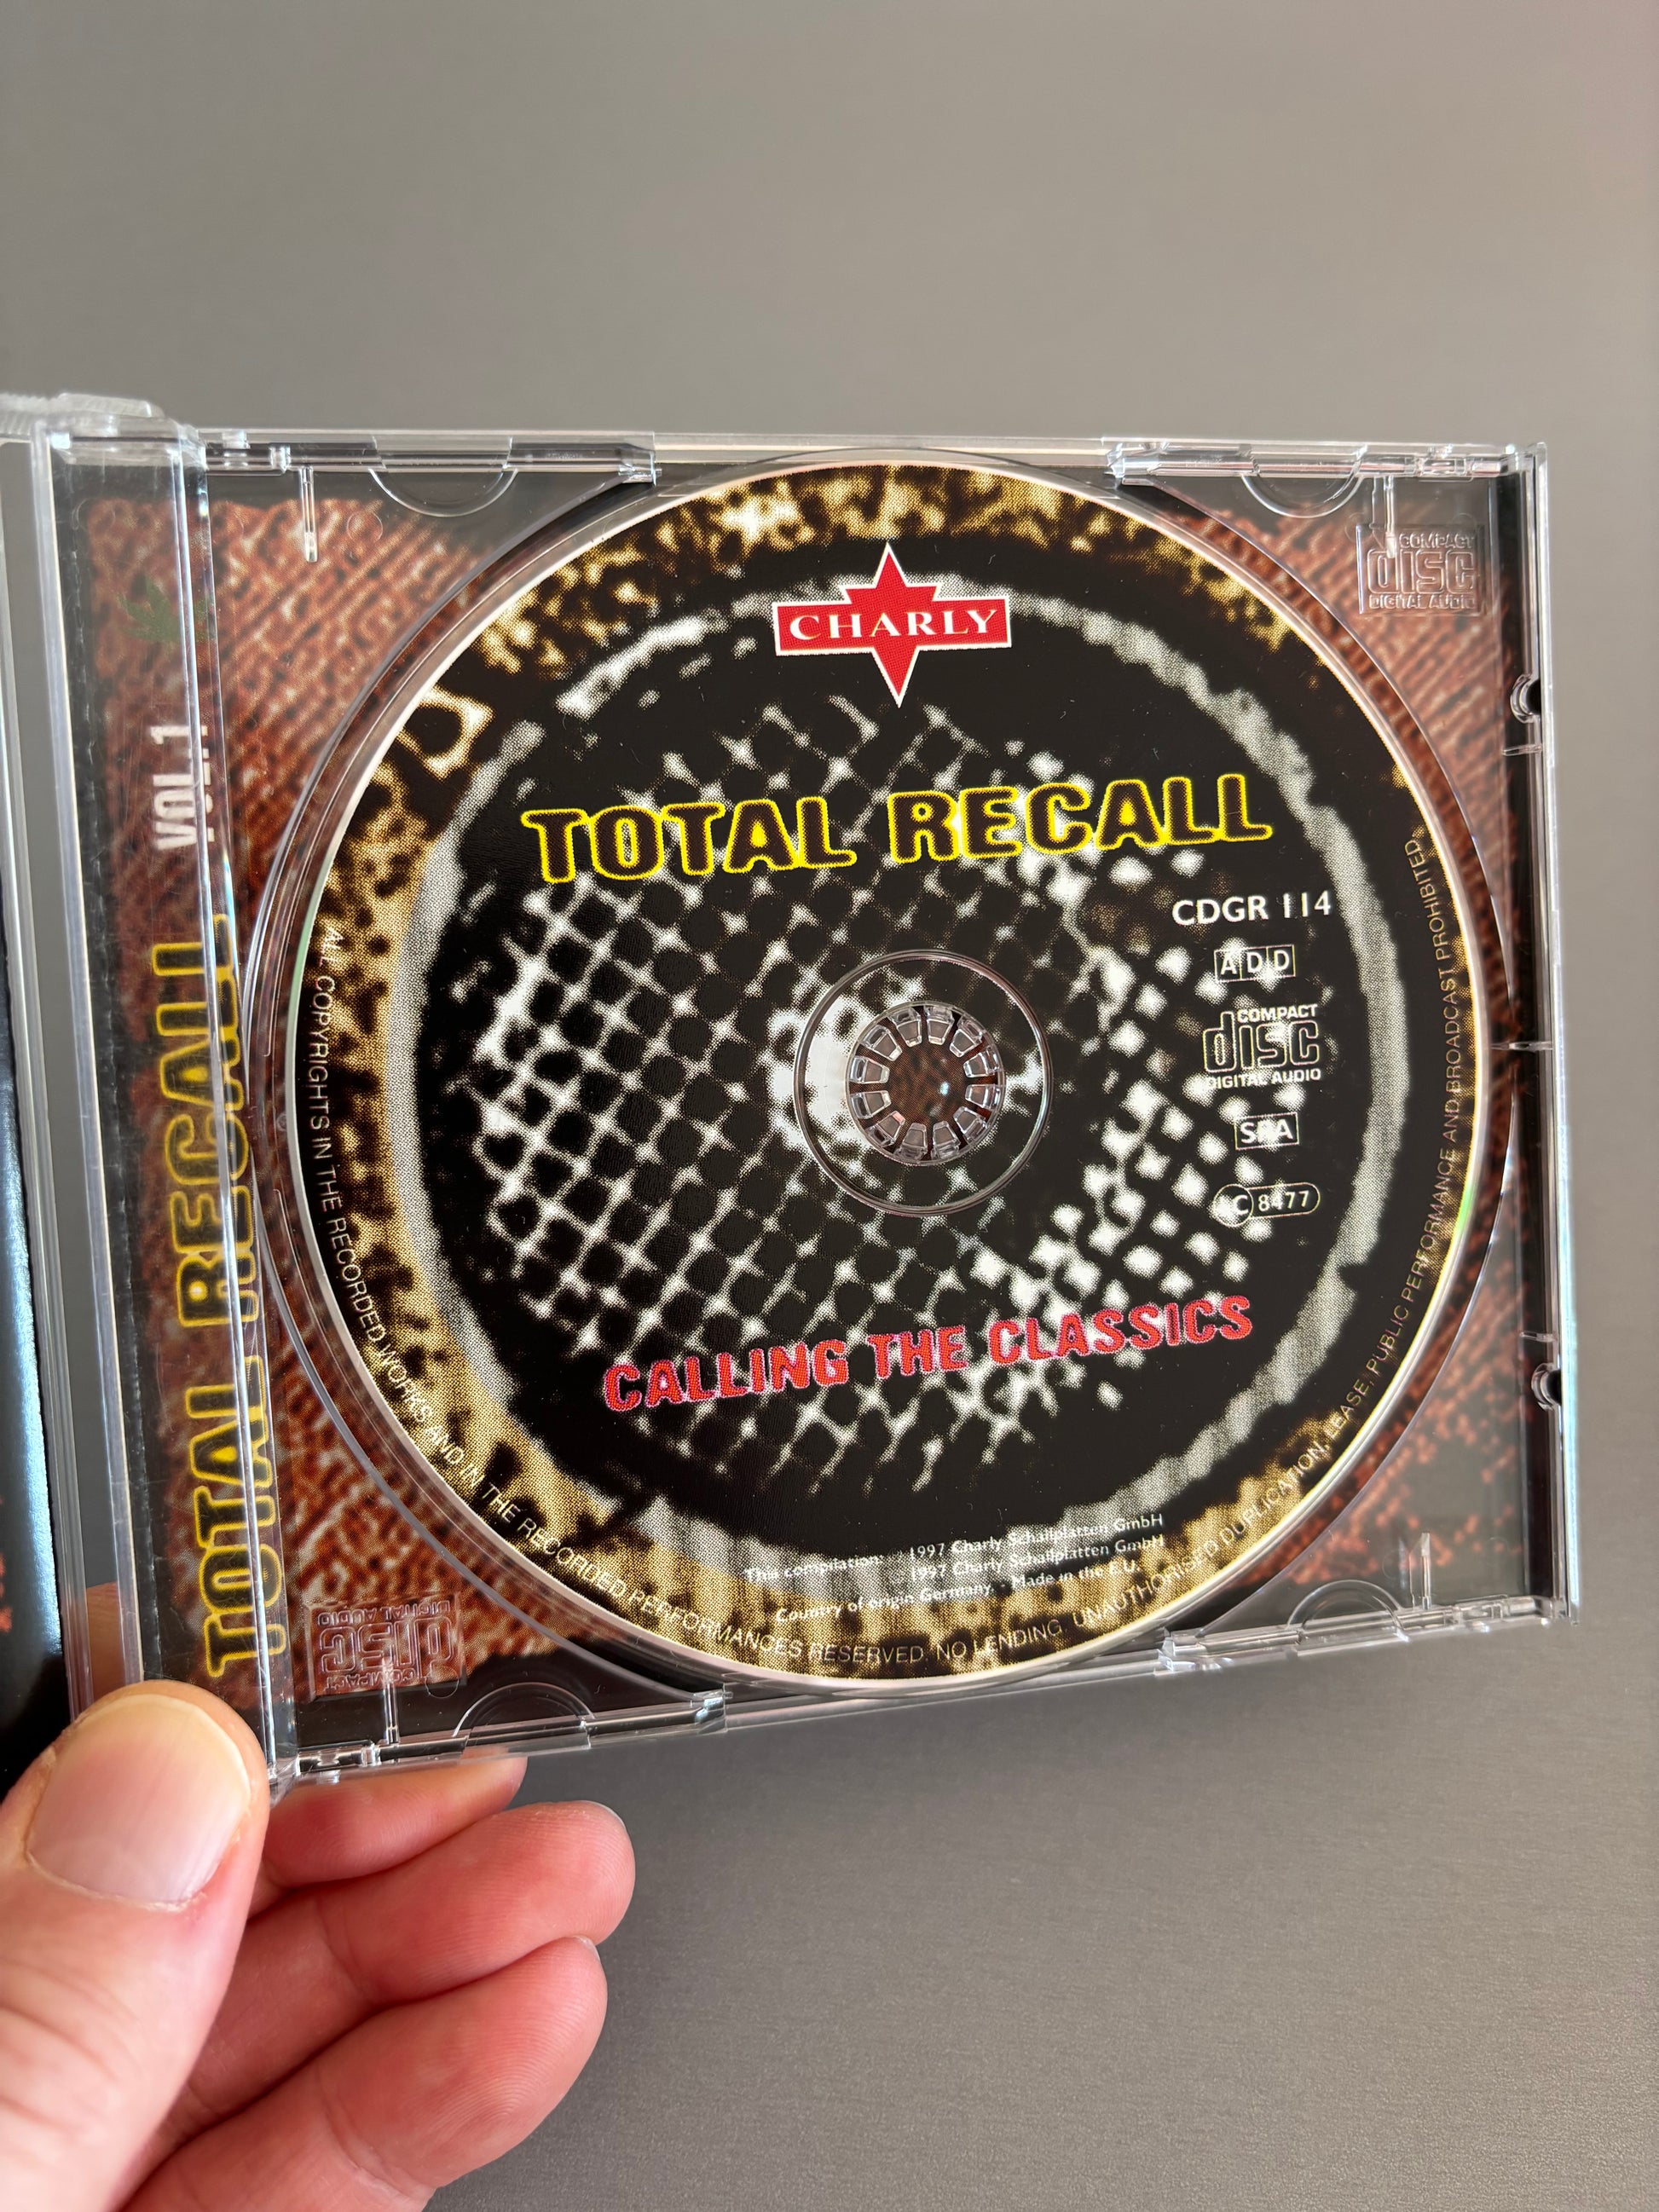 CHARLY
TOTAL RECALL
CDGR 114
ADD
COMPACT
disc
DIGITAL AUDIO
SPA
LC 8477
CALLING THE CLASSICS
This compilation: 1997 Charly Schallplatten GmbH
1997 Charly Schallplatten GmbH
Country of origin Germany. Made in the E.U.
ALL COPYRIGHTS IN THE RECORDED WORKS AND IN THE RECORDED PERFORMANCES RESERVED. NO LENDING. UNAUTHORISED DUPLICATION, LEASE, PUBLIC PERFORMANCE AND BROADCAST PROHIBITED.
TOTAL RECALL VOL.1
COMPACT
disc
DIGITAL AUDIO
COMPACT
disc
DIGITAL AUDIO